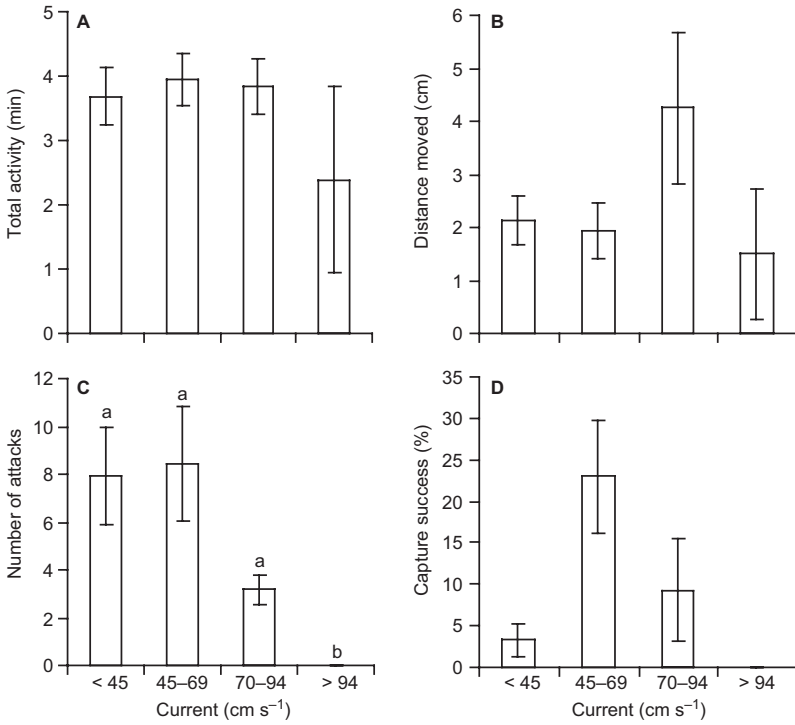 A
Total activity (min)
5
4
3
2
1
0
B
Distance moved (cm)
6
5
4
3
2
1
0
C
Number of attacks
12
10
8
6
4
2
0
a
a
a
b
< 45
45–69
70–94
> 94
Current (cm s⁻¹)
D
Capture success (%)
35
30
25
20
15
10
5
0
< 45
45–69
70–94
> 94
Current (cm s⁻¹)